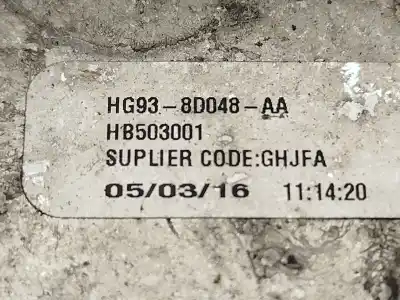 HG93-8D048-AA
HB503001
SUPLIER CODE:GHJFA
05/03/16 11:14:20